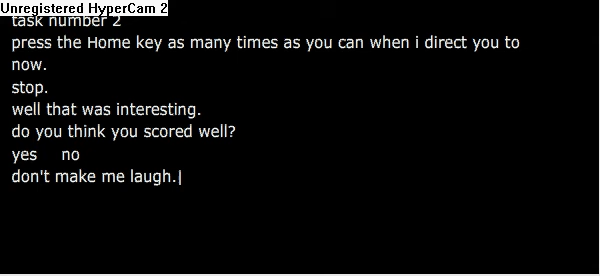 Unregistered HyperCam 2
task number 2
press the Home key as many times as you can when i direct you to
now.
stop.
well that was interesting.
do you think you scored well?
yes no
don't make me laugh.|